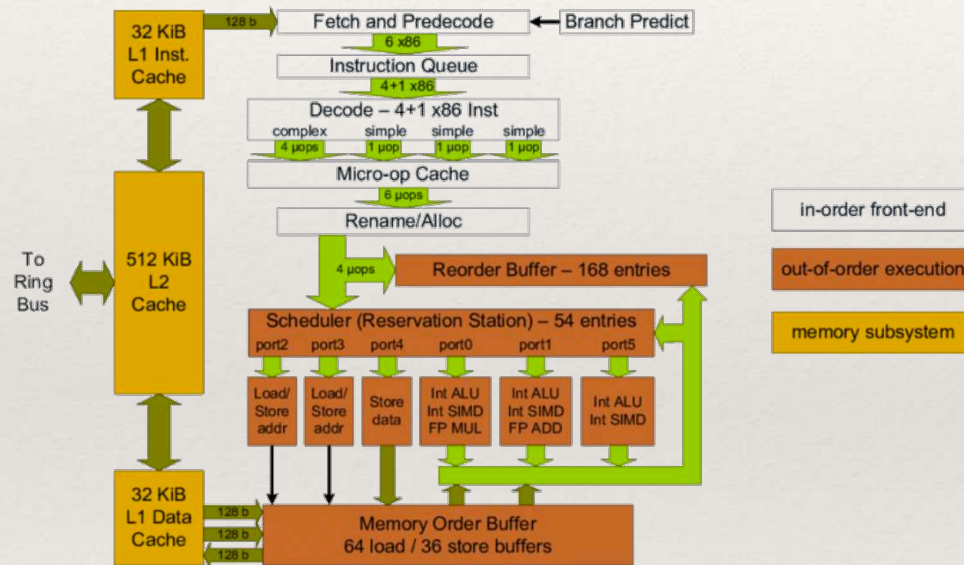 32 KiB
L1 Inst.
Cache
128 b
Fetch and Predecode
Branch Predict
6 x86
Instruction Queue
4+1 x86
Decode – 4+1 x86 Inst
complex simple simple simple
4 µops 1 µop 1 µop 1 µop
Micro-op Cache
6 µops
Rename/Alloc
To
Ring
Bus
512 KiB
L2
Cache
4 µops
Reorder Buffer – 168 entries
Scheduler (Reservation Station) – 54 entries
port2 port3 port4 port0 port1 port5
Load/
Store
addr
Load/
Store
addr
Store
data
Int ALU
Int SIMD
FP MUL
Int ALU
Int SIMD
FP ADD
Int ALU
Int SIMD
32 KiB
L1 Data
Cache
128 b
128 b
128 b
Memory Order Buffer
64 load / 36 store buffers
in-order front-end
out-of-order execution
memory subsystem